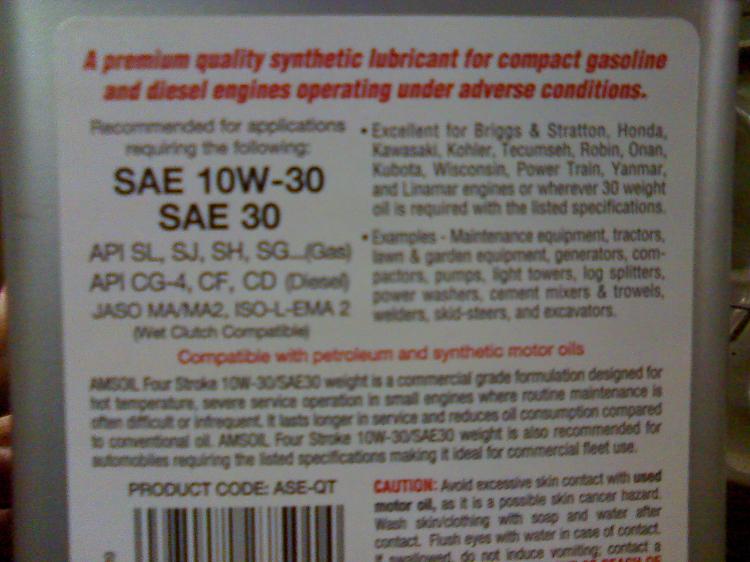 A premium quality synthetic lubricant for compact gasoline
and diesel engines operating under adverse conditions.
Recommended for applications
requiring the following:
SAE 10W-30
SAE 30
API SL, SJ, SH, SG...(Gas)
API CG-4, CF, CD (Diesel)
JASO MA/MA2, ISO-L-EMA 2
(Wet Clutch Compatible)
• Excellent for Briggs & Stratton, Honda,
Kawasaki, Kohler, Tecumseh, Robin, Onan,
Kubota, Wisconsin, Power Train, Yanmar,
and Linamar engines or wherever 30 weight
oil is required with the listed specifications.
• Examples - Maintenance equipment, tractors,
lawn & garden equipment, generators, com-
pactors, pumps, light towers, log splitters,
power washers, cement mixers & trowels,
welders, skid-steers, and excavators.
Compatible with petroleum and synthetic motor oils
AMSOIL Four Stroke 10W-30/SAE30 weight is a commercial grade formulation designed for
hot temperature, severe service operation in small engines where routine maintenance is
often difficult or infrequent. It lasts longer in service and reduces oil consumption compared
to conventional oil. AMSOIL Four Stroke 10W-30/SAE30 weight is also recommended for
automobiles requiring the listed specifications making it ideal for commercial fleet use.
PRODUCT CODE: ASE-QT
CAUTION: Avoid excessive skin contact with used
motor oil, as it is a possible skin cancer hazard.
Wash skin/clothing with soap and water after
contact. Flush eyes with water in case of contact.
If swallowed, do not induce vomiting; contact a